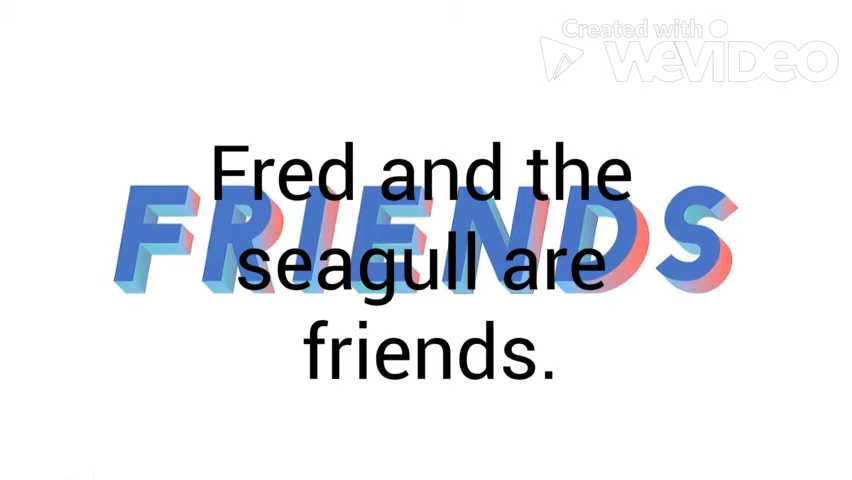 Created with
WEVIDEO
Fred and the
FRIENDS
seagull are
friends.